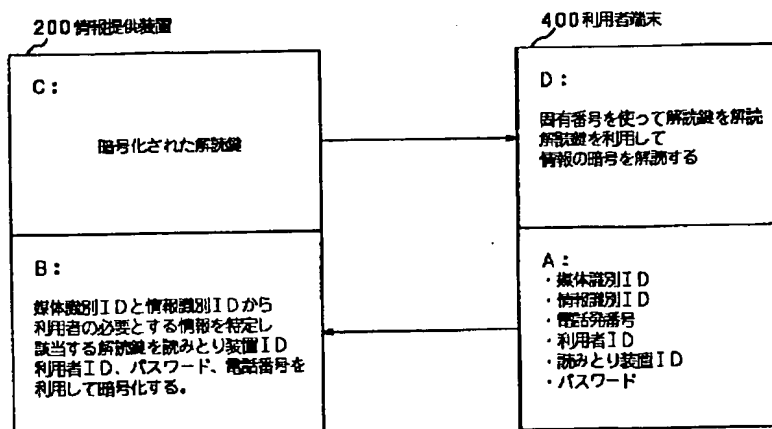 200情報提供装置
C:
暗号化された解読鍵
B:
媒体識別IDと情報識別IDから
利用者の必要とする情報を特定し
該当する解読鍵を読みとり装置ID
利用者ID、パスワード、電話番号を
利用して暗号化する。
400利用者端末
D:
固有番号を使って解読鍵を解読
解読鍵を利用して
情報の暗号を解読する
A:
・媒体識別ID
・情報識別ID
・電話発番号
・利用者ID
・読みとり装置ID
・パスワード